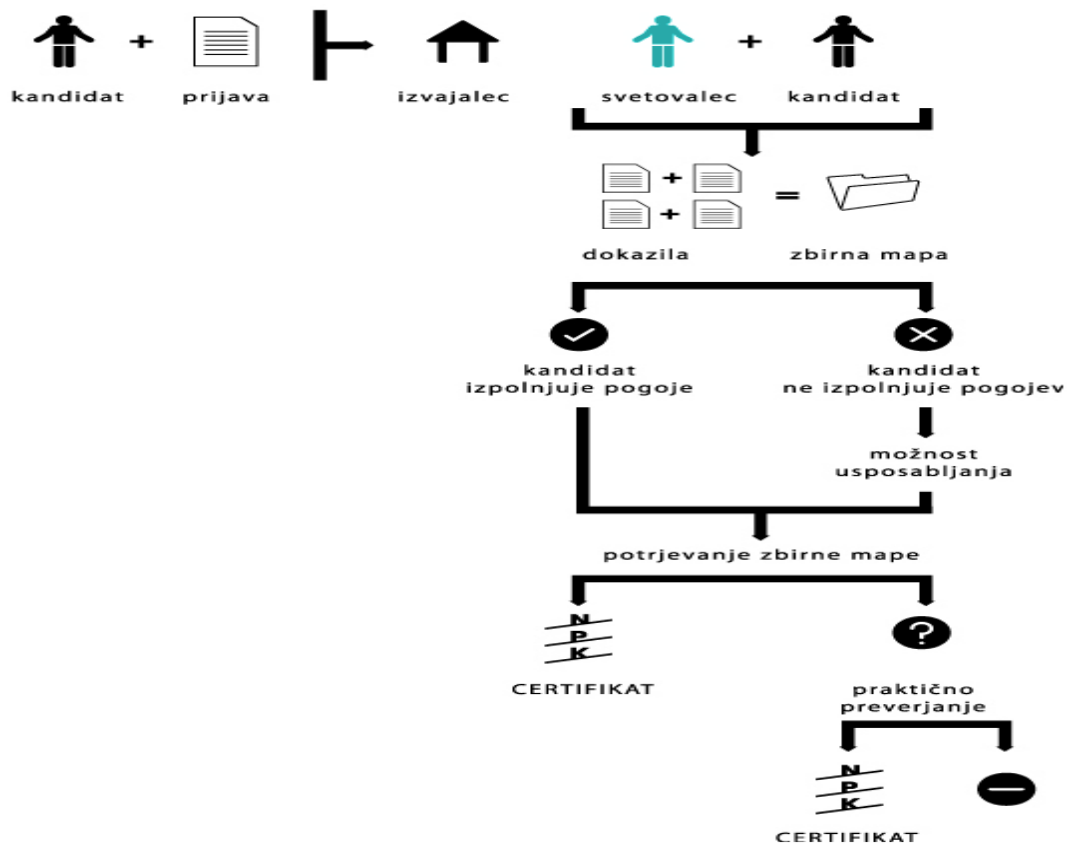 kandidat
+
prijava
izvajalec
svetovalec
+
kandidat
+
+
=
dokazila
zbirna mapa
kandidat
izpolnjuje pogoje
kandidat
ne izpolnjuje pogojev
možnost
usposabljanja
potrjevanje zbirne mape
N
P
K
CERTIFIKAT
?
praktično
preverjanje
N
P
K
CERTIFIKAT